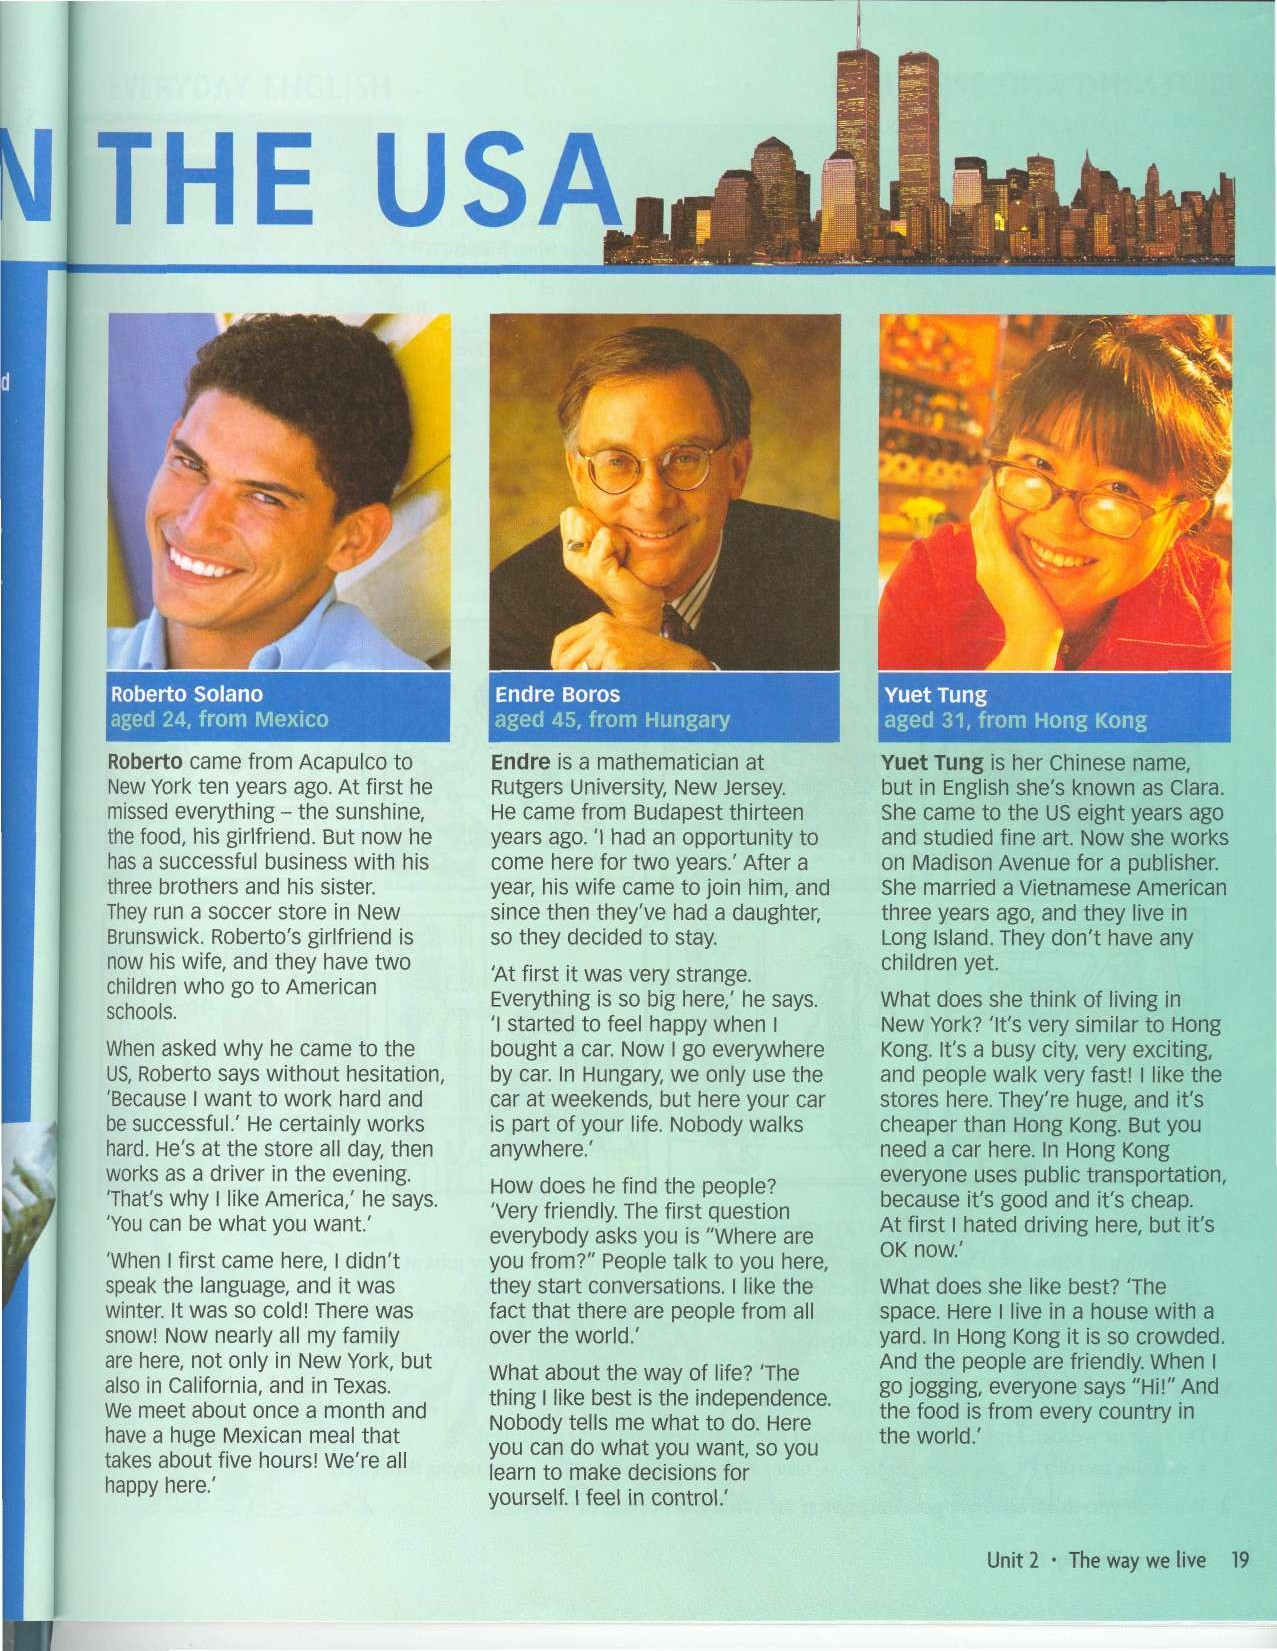 N THE USA
d
Roberto Solano
aged 24, from Mexico
Roberto came from Acapulco to
New York ten years ago. At first he
missed everything – the sunshine,
the food, his girlfriend. But now he
has a successful business with his
three brothers and his sister.
They run a soccer store in New
Brunswick. Roberto's girlfriend is
now his wife, and they have two
children who go to American
schools.
When asked why he came to the
US, Roberto says without hesitation,
'Because I want to work hard and
be successful.' He certainly works
hard. He's at the store all day, then
works as a driver in the evening.
'That's why I like America,' he says.
'You can be what you want.'
'When I first came here, I didn't
speak the language, and it was
winter. It was so cold! There was
snow! Now nearly all my family
are here, not only in New York, but
also in California, and in Texas.
We meet about once a month and
have a huge Mexican meal that
takes about five hours! We're all
happy here.'
Endre Boros
aged 45, from Hungary
Endre is a mathematician at
Rutgers University, New Jersey.
He came from Budapest thirteen
years ago. 'I had an opportunity to
come here for two years.' After a
year, his wife came to join him, and
since then they've had a daughter,
so they decided to stay.
'At first it was very strange.
Everything is so big here,' he says.
'I started to feel happy when I
bought a car. Now I go everywhere
by car. In Hungary, we only use the
car at weekends, but here your car
is part of your life. Nobody walks
anywhere.'
How does he find the people?
'Very friendly. The first question
everybody asks you is "Where are
you from?" People talk to you here,
they start conversations. I like the
fact that there are people from all
over the world.'
What about the way of life? 'The
thing I like best is the independence.
Nobody tells me what to do. Here
you can do what you want, so you
learn to make decisions for
yourself. I feel in control.'
Yuet Tung
aged 31, from Hong Kong
Yuet Tung is her Chinese name,
but in English she's known as Clara.
She came to the US eight years ago
and studied fine art. Now she works
on Madison Avenue for a publisher.
She married a Vietnamese American
three years ago, and they live in
Long Island. They don't have any
children yet.
What does she think of living in
New York? 'It's very similar to Hong
Kong. It's a busy city, very exciting,
and people walk very fast! I like the
stores here. They're huge, and it's
cheaper than Hong Kong. But you
need a car here. In Hong Kong
everyone uses public transportation,
because it's good and it's cheap.
At first I hated driving here, but it's
OK now.'
What does she like best? 'The
space. Here I live in a house with a
yard. In Hong Kong it is so crowded.
And the people are friendly. When I
go jogging, everyone says "Hi!" And
the food is from every country in
the world.'
Unit 2 · The way we live 19